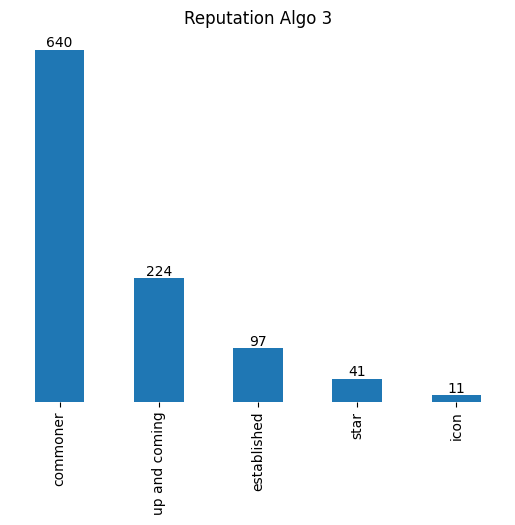 Reputation Algo 3
640
224
97
41
11
commoner
up and coming
established
star
icon